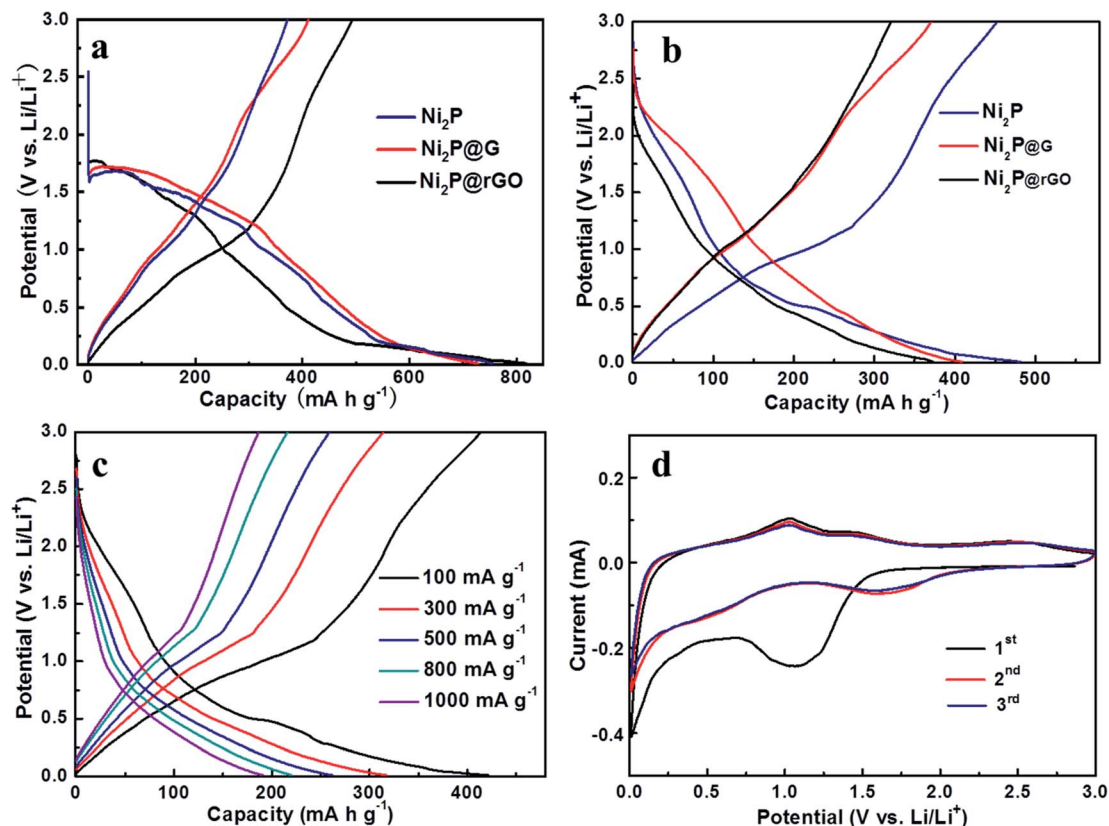 a
3.0
2.5
2.0
1.5
1.0
0.5
0.0
Potential (V vs. Li/Li⁺)
Ni₂P
Ni₂P@G
Ni₂P@rGO
0 200 400 600 800
Capacity (mA h g⁻¹)
b
3.0
2.5
2.0
1.5
1.0
0.5
0.0
Potential (V vs. Li/Li⁺)
Ni₂P
Ni₂P@G
Ni₂P@rGO
0 100 200 300 400 500
Capacity (mA h g⁻¹)
c
3.0
2.5
2.0
1.5
1.0
0.5
0.0
Potential (V vs. Li/Li⁺)
100 mA g⁻¹
300 mA g⁻¹
500 mA g⁻¹
800 mA g⁻¹
1000 mA g⁻¹
0 100 200 300 400
Capacity (mA h g⁻¹)
d
0.2
0.0
-0.2
-0.4
Current (mA)
1ˢᵗ
2ⁿᵈ
3ʳᵈ
0.0 0.5 1.0 1.5 2.0 2.5 3.0
Potential (V vs. Li/Li⁺)